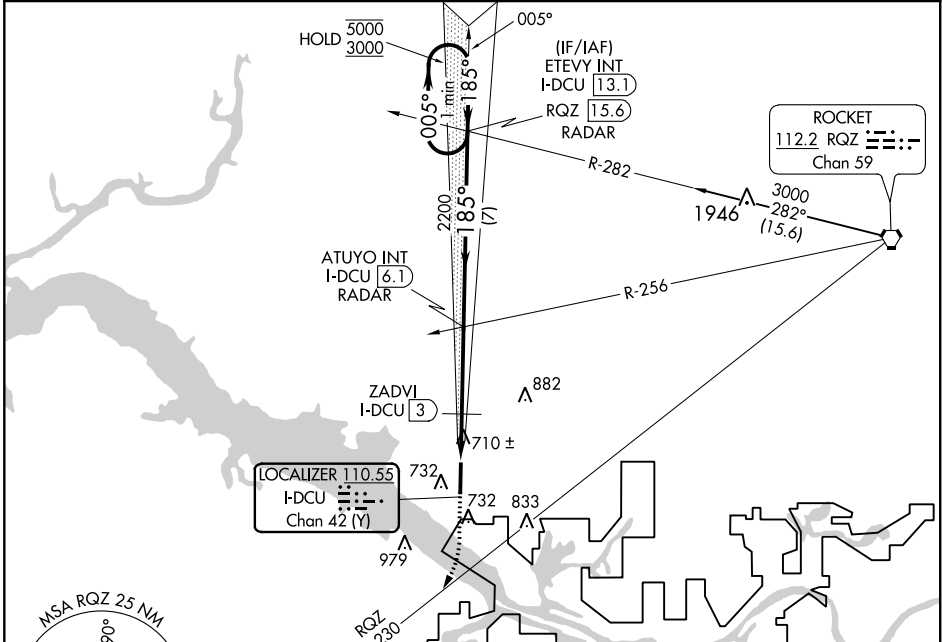 HOLD 5000
3000
005°
005°
1 min
185°
(IF/IAF)
ETEVY INT
I-DCU 13.1
RQZ 15.6
RADAR
ROCKET
112.2 RQZ
Chan 59
R-282
1946
3000
282°
(15.6)
2200
185°
(7)
ATUYO INT
I-DCU 6.1
RADAR
R-256
ZADVI
I-DCU 3
882
710 ±
LOCALIZER 110.55
I-DCU
Chan 42 (Y)
732
732
833
979
MSA RQZ 25 NM
90°
RQZ
230